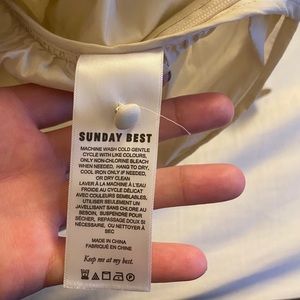 SUNDAY BEST
MACHINE WASH COLD GENTLE
CYCLE WITH LIKE COLOURS,
ONLY NON-CHLORINE BLEACH
WHEN NEEDED, HANG TO DRY,
COOL IRON ONLY IF NEEDED
OR DRY CLEAN
LAVER À LA MACHINE À L'EAU
FROIDE AU CYCLE DÉLICAT
AVEC COULEURS SEMBLABLES,
UTILISER SEULEMENT UN
JAVELLISANT SANS CHLORE AU
BESOIN, SUSPENDRE POUR
SÉCHER, REPASSAGE DOUX SI
NÉCESSAIRE, OU NETTOYER À
SEC
MADE IN CHINA
FABRIQUÉ EN CHINE
Keep me at my best.